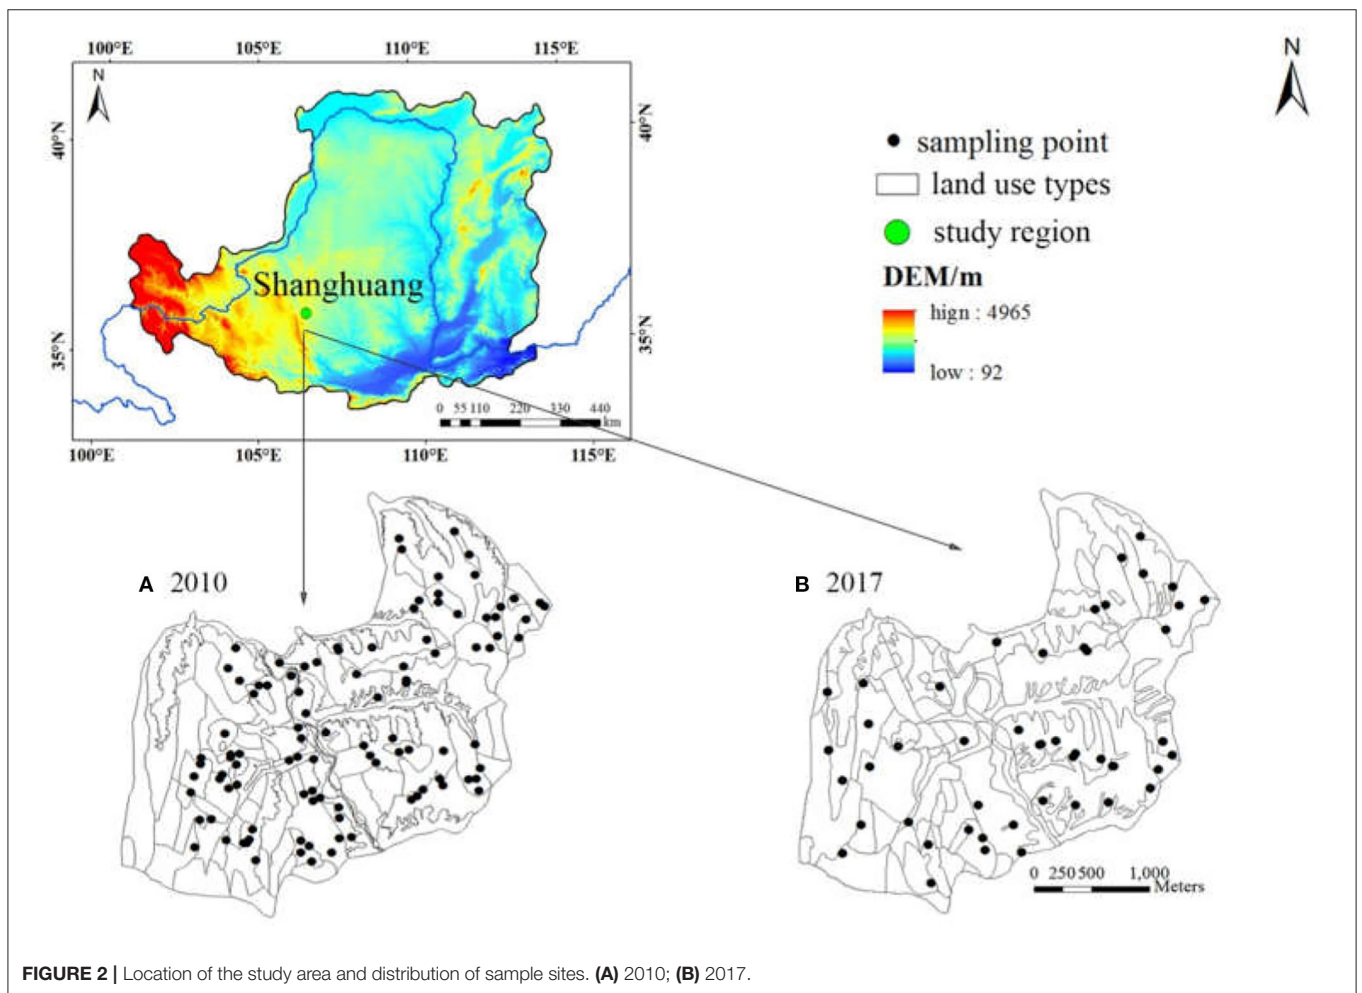 100°E 105°E 110°E 115°E
N
N
40°N
40°N
sampling point
land use types
study region
Shanghuang
DEM/m
hign : 4965
low : 92
35°N
35°N
0 55 110 220 330 440
km
100°E 105°E 110°E 115°E
A 2010
B 2017
0 250 500 1,000
Meters
FIGURE 2 | Location of the study area and distribution of sample sites. (A) 2010; (B) 2017.